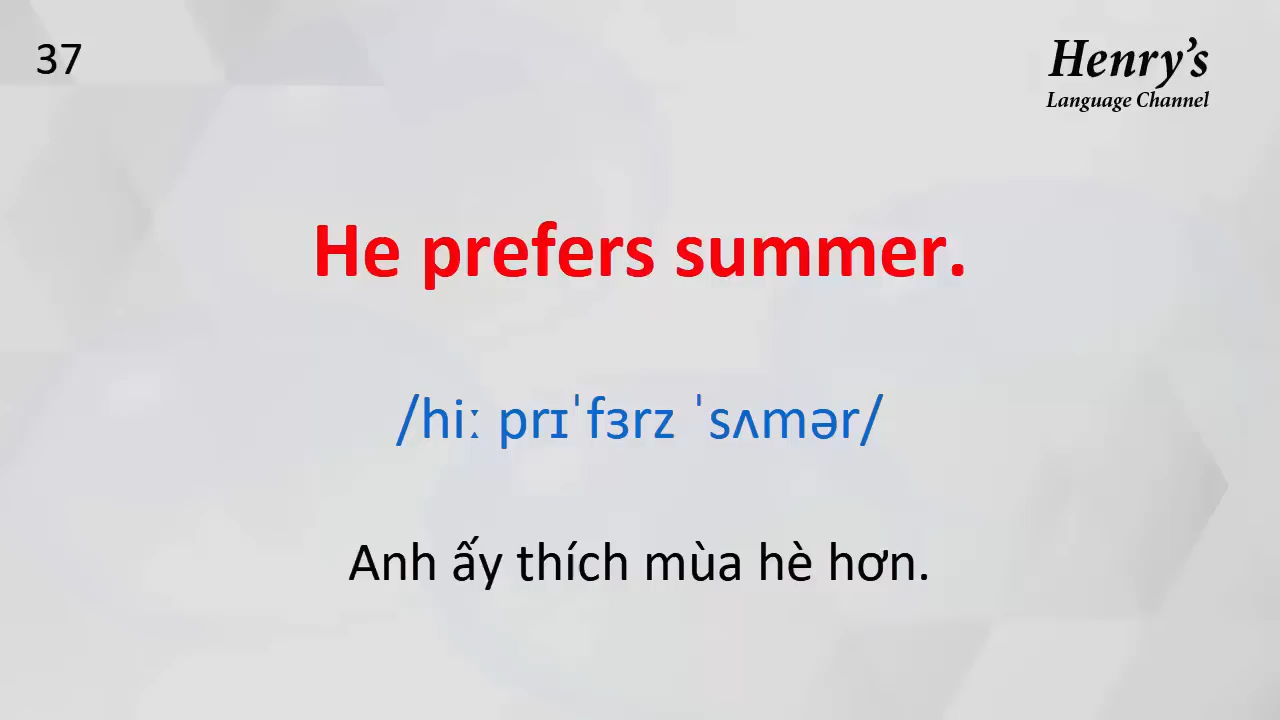 37
Henry's
Language Channel
He prefers summer.
/hiː prɪˈfɜrz ˈsʌmər/
Anh ấy thích mùa hè hơn.